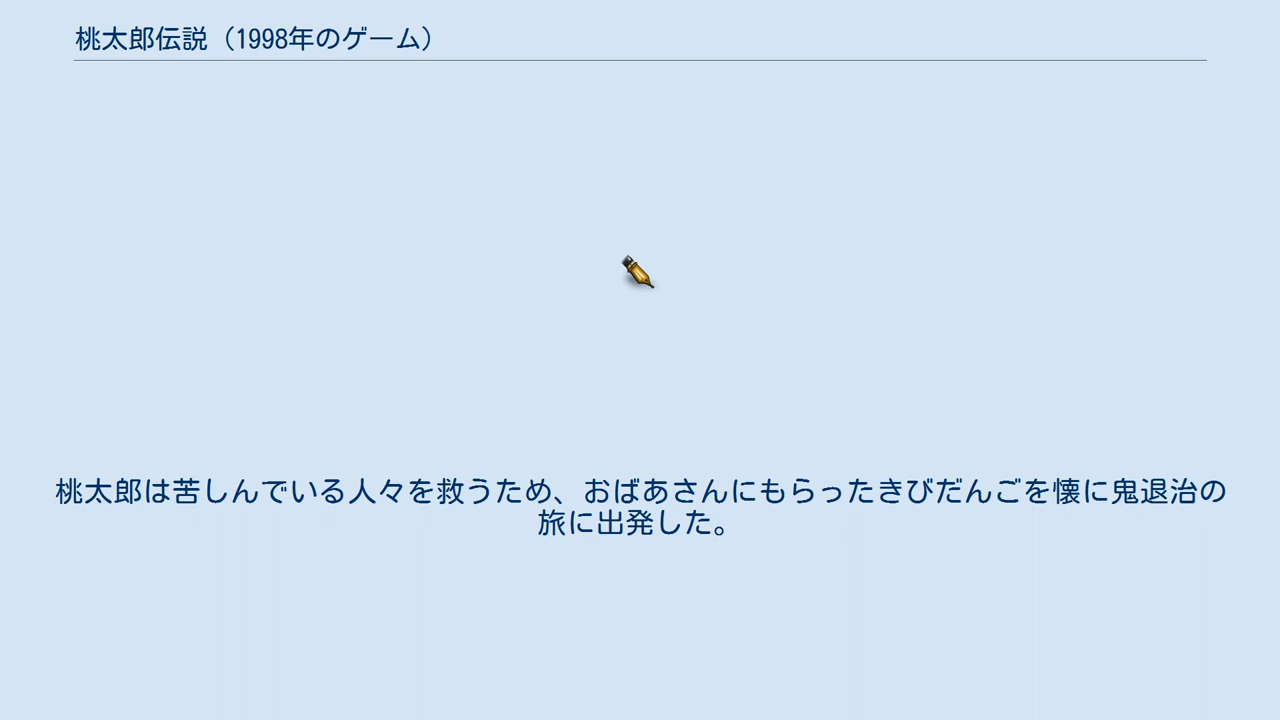 桃太郎伝説（1998年のゲーム）
桃太郎は苦しんでいる人々を救うため、おばあさんにもらったきびだんごを懐に鬼退治の
旅に出発した。